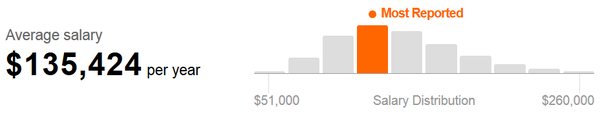 Most Reported
Average salary
$135,424 per year
$51,000 Salary Distribution $260,000